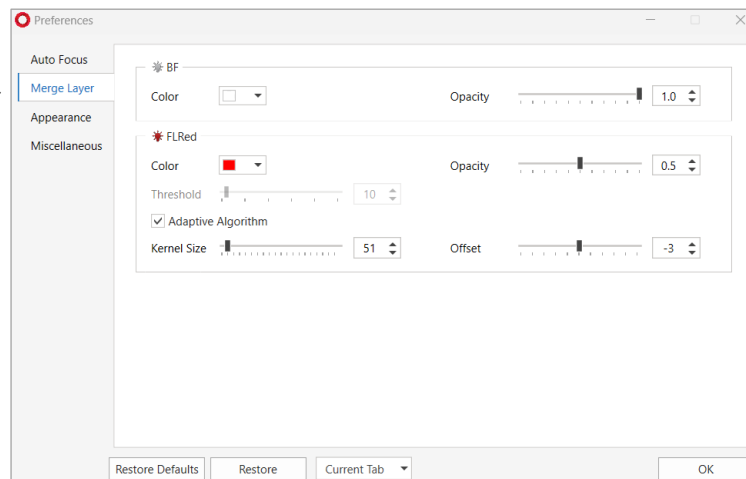 Preferences
Auto Focus
Merge Layer
Appearance
Miscellaneous
BF
Color
Opacity 1.0
FLRed
Color
Opacity 0.5
Threshold 10
Adaptive Algorithm
Kernel Size 51
Offset -3
Restore Defaults
Restore
Current Tab
OK